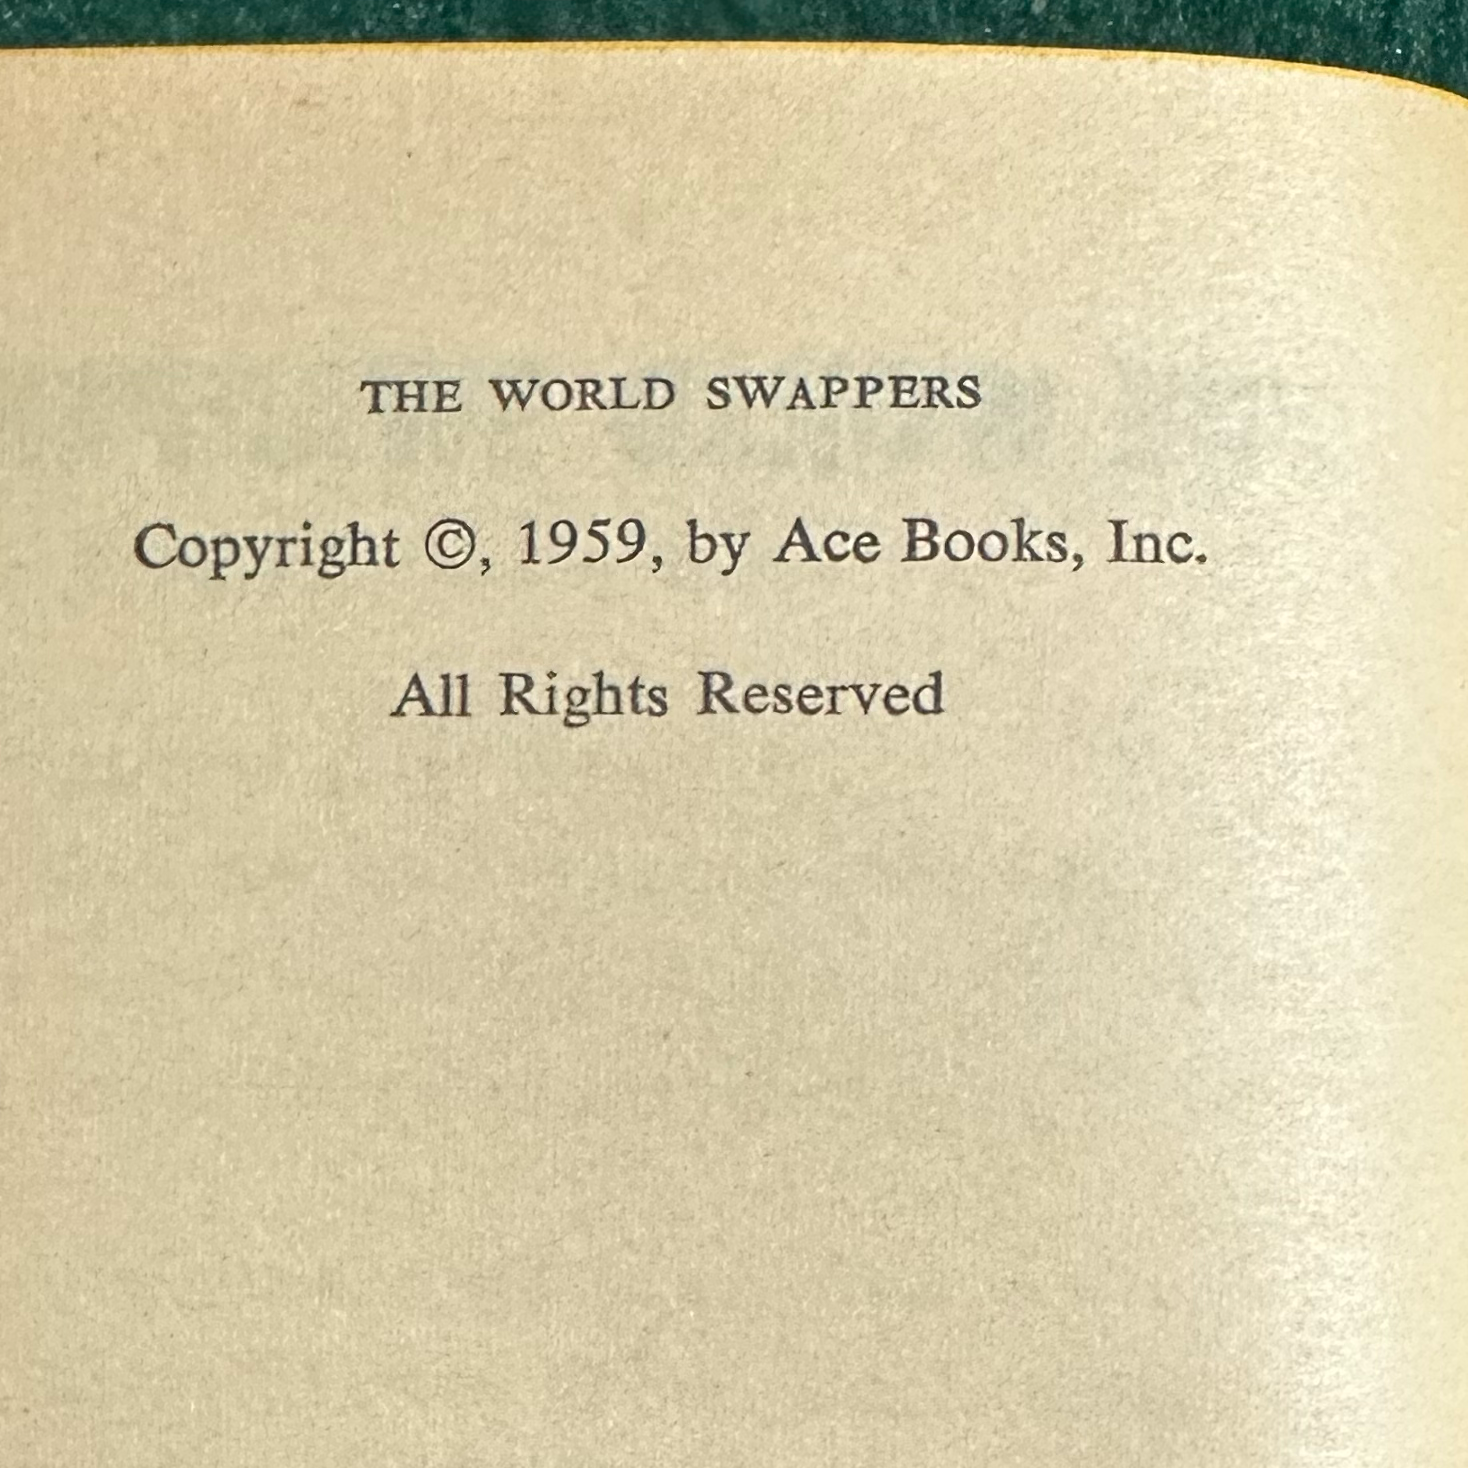 THE WORLD SWAPPERS
Copyright ©, 1959, by Ace Books, Inc.
All Rights Reserved